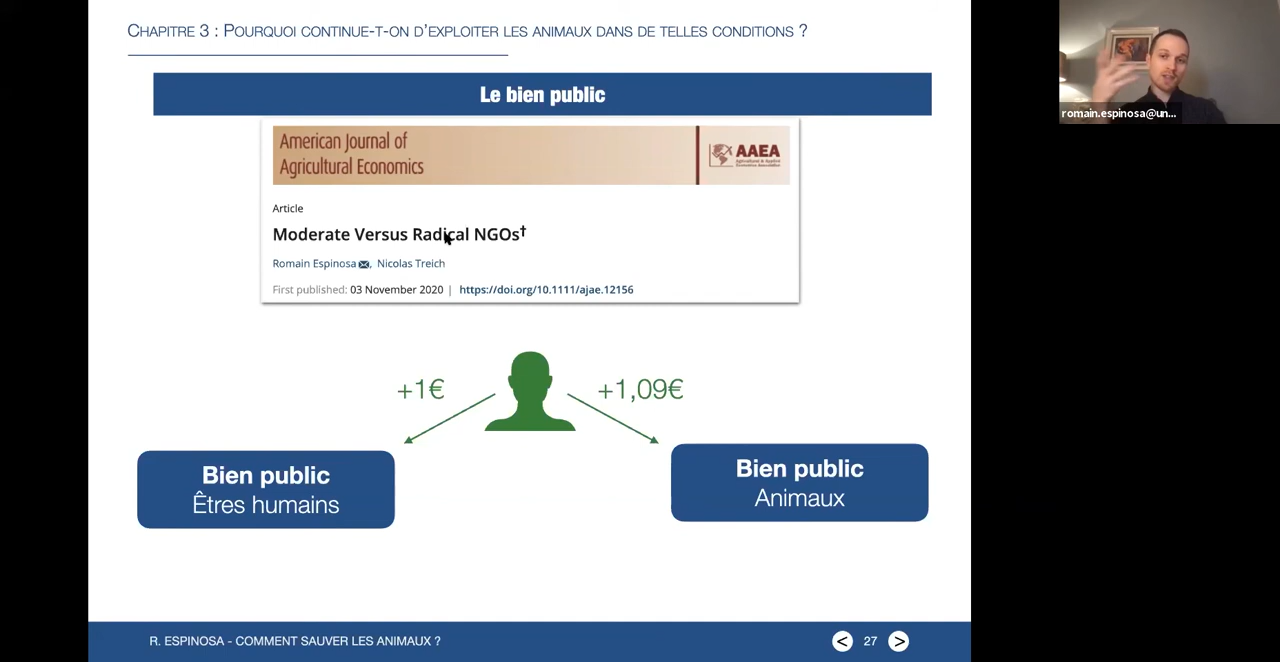 CHAPITRE 3 : POURQUOI CONTINUE-T-ON D'EXPLOITER LES ANIMAUX DANS DE TELLES CONDITIONS ?
Le bien public
American Journal of
Agricultural Economics
AAEA
Agricultural & Applied
Economics Association
Article
Moderate Versus Radical NGOs†
Romain Espinosa, Nicolas Treich
First published: 03 November 2020 | https://doi.org/10.1111/ajae.12156
+1€
+1,09€
Bien public
Êtres humains
Bien public
Animaux
R. ESPINOSA - COMMENT SAUVER LES ANIMAUX ?
< 27 >
romain.espinosa@un...